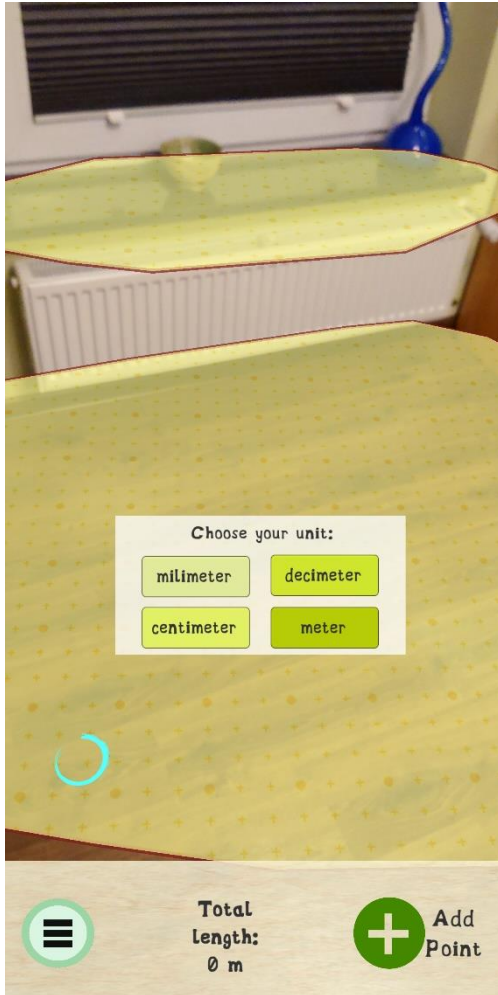 Choose your unit:
milimeter
decimeter
centimeter
meter
Total
length:
0 m
Add
Point